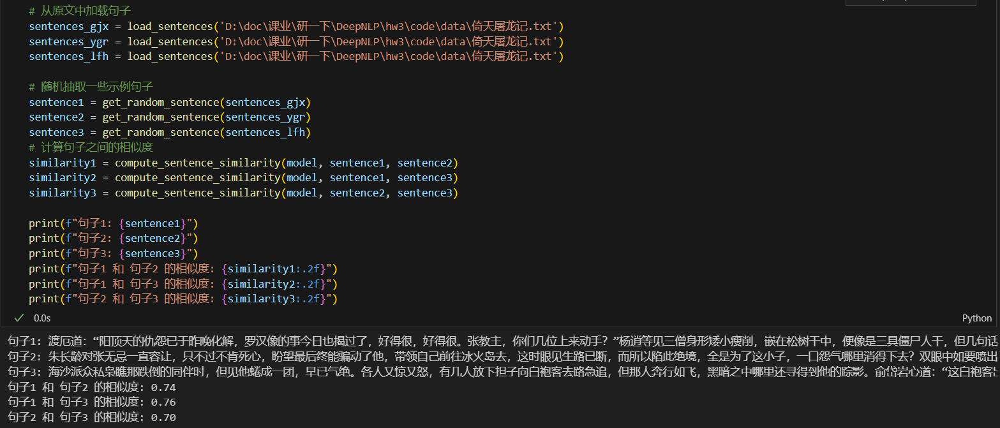 # 从原文中加载句子
sentences_gjx = load_sentences('D:\doc\课业\研一下\DeepNLP\hw3\code\data\倚天屠龙记.txt')
sentences_ygr = load_sentences('D:\doc\课业\研一下\DeepNLP\hw3\code\data\倚天屠龙记.txt')
sentences_lfh = load_sentences('D:\doc\课业\研一下\DeepNLP\hw3\code\data\倚天屠龙记.txt')
# 随机抽取一些示例句子
sentence1 = get_random_sentence(sentences_gjx)
sentence2 = get_random_sentence(sentences_ygr)
sentence3 = get_random_sentence(sentences_lfh)
# 计算句子之间的相似度
similarity1 = compute_sentence_similarity(model, sentence1, sentence2)
similarity2 = compute_sentence_similarity(model, sentence1, sentence3)
similarity3 = compute_sentence_similarity(model, sentence2, sentence3)
print(f"句子1: {sentence1}")
print(f"句子2: {sentence2}")
print(f"句子3: {sentence3}")
print(f"句子1 和 句子2 的相似度: {similarity1:.2f}")
print(f"句子1 和 句子3 的相似度: {similarity2:.2f}")
print(f"句子2 和 句子3 的相似度: {similarity3:.2f}")
✓ 0.0s
Python
句子1: 渡厄道：“阳顶天的仇怨已于昨晚化解，罗汉像的事今日也揭过了，好得很，好得很。张教主，你们几位上来动手？”杨逍等见三僧身形矮小瘦削，嵌在松树干中，便像是三具僵尸人干，但几句话
句子2: 朱长龄对张无忌一直容让，只不过不肯死心，盼望最后终能骗动了他，带领自己前往冰火岛去，这时眼见生路已断，而所以陷此绝境，全是为了这小子，一口怨气哪里消得下去？双眼中如要喷出
句子3: 海沙派众私枭瞧那跌倒的同伴时，但见他蜷成一团，早已气绝。各人又惊又怒，有几人放下担子向白袍客去路急追，但那人奔行如飞，黑暗之中哪里还寻得到他的踪影。俞岱岩心道：“这白袍客出
句子1 和 句子2 的相似度: 0.74
句子1 和 句子3 的相似度: 0.76
句子2 和 句子3 的相似度: 0.70